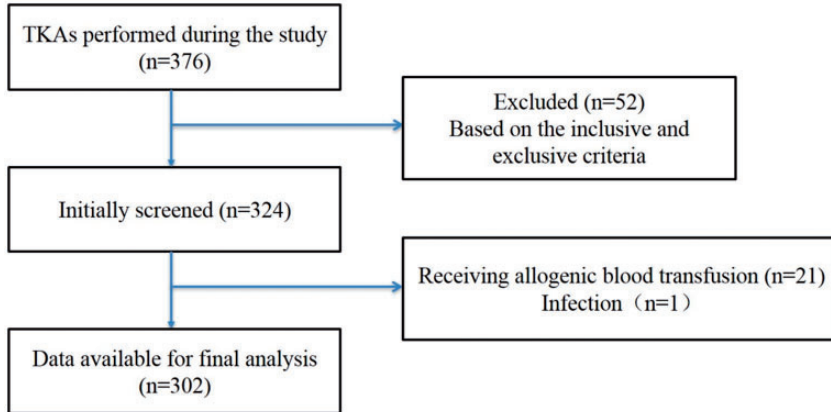 TKAs performed during the study
(n=376)
Excluded (n=52)
Based on the inclusive and
exclusive criteria
Initially screened (n=324)
Receiving allogenic blood transfusion (n=21)
Infection（n=1）
Data available for final analysis
(n=302)